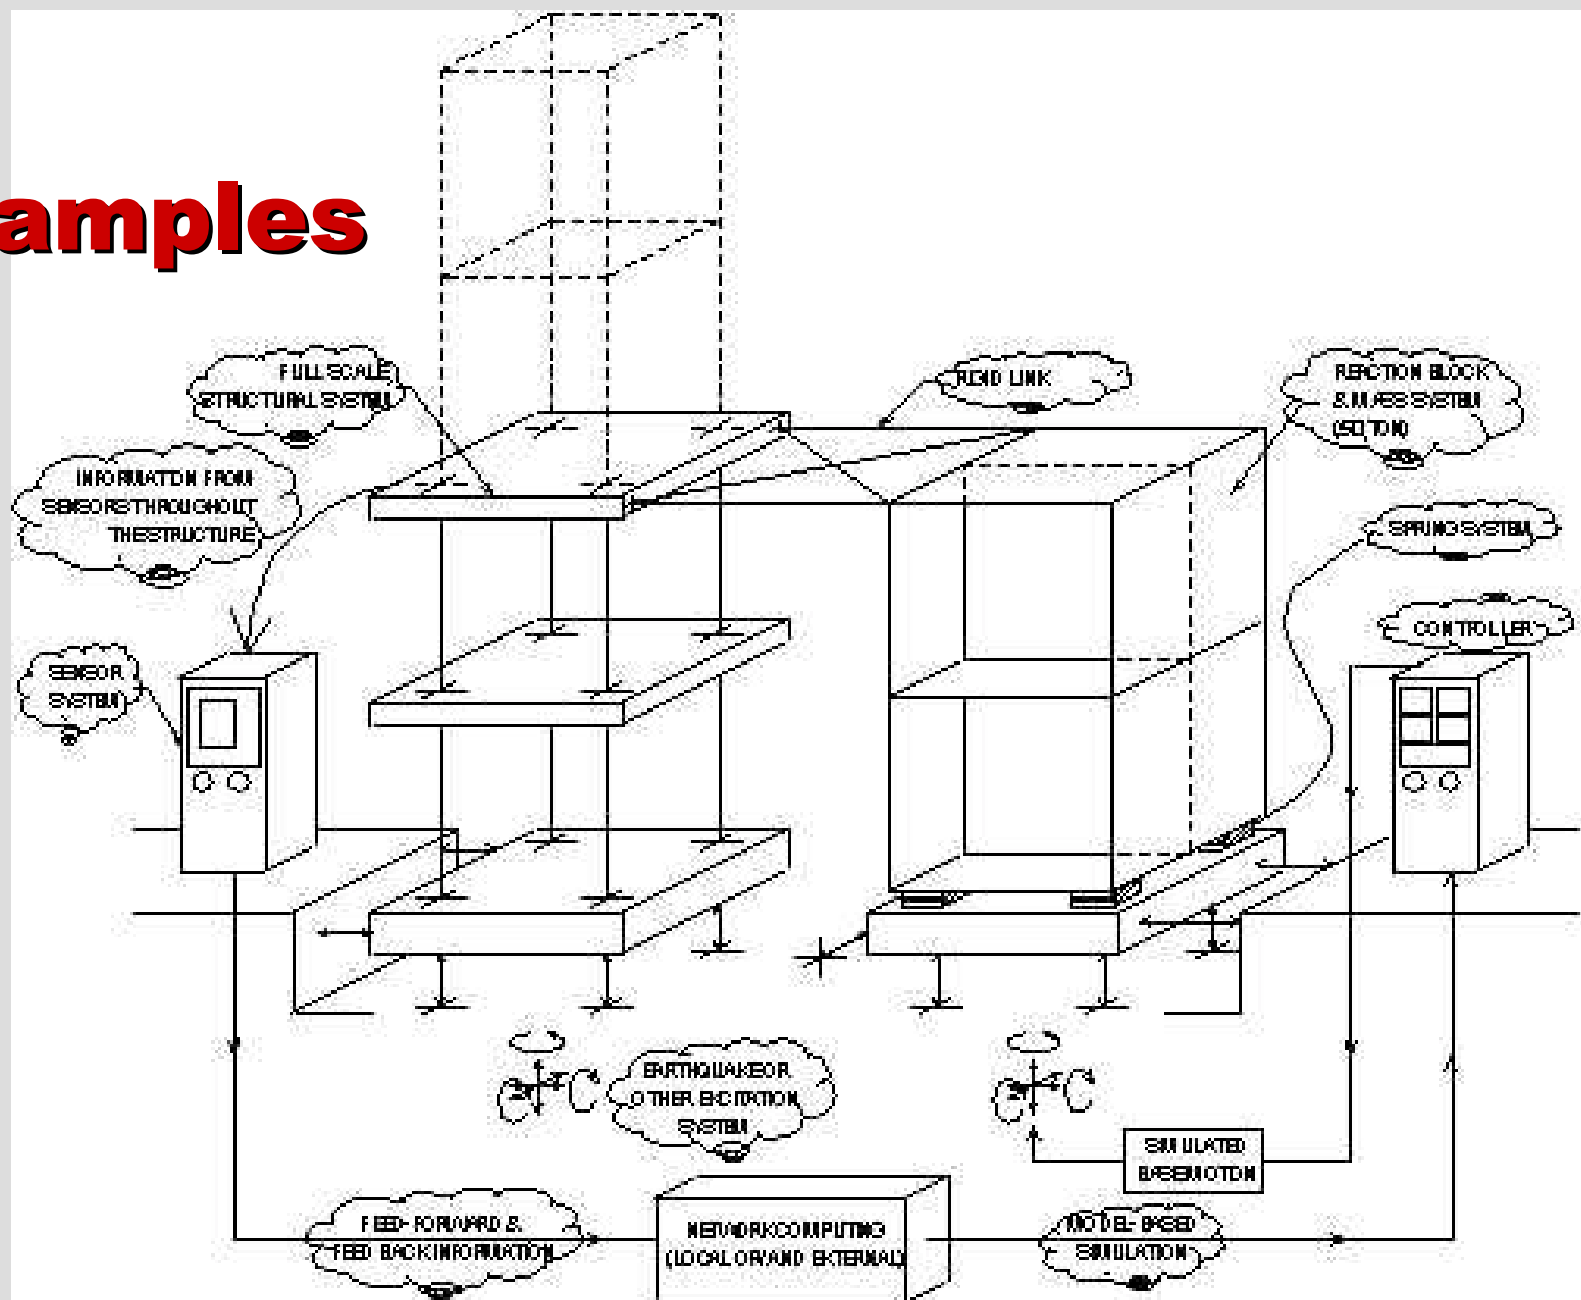 amples
FULL SCALE
STRUCTURAL SYSTEM
RIGID LINK
REACTION BLOCK
& MASS SYSTEM
(50 TON)
INFORMATION FROM
SENSORS THROUGHOUT
THE STRUCTURE
SPRING SYSTEM
CONTROLLER
SENSOR
SYSTEM
EARTHQUAKE OR
OTHER EXCITATION
SYSTEM
SIMULATED
BASE MOTION
FEED-FORWARD &
FEED BACK INFORMATION
NETWORK COMPUTING
(LOCAL OR/AND EXTERNAL)
MODEL-BASED
SIMULATION